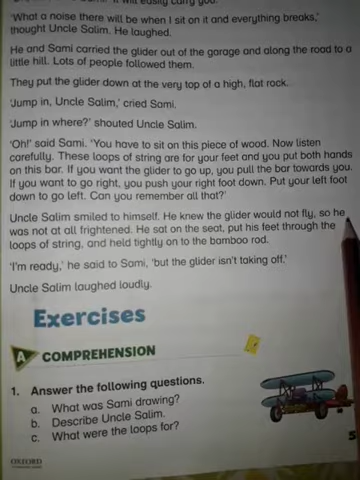 will easily carry you.
'What a noise there will be when I sit on it and everything breaks,'
thought Uncle Salim. He laughed.
He and Sami carried the glider out of the garage and along the road to a
little hill. Lots of people followed them.
They put the glider down at the very top of a high, flat rock.
'Jump in, Uncle Salim,' cried Sami.
'Jump in where?' shouted Uncle Salim.
'Oh!' said Sami. 'You have to sit on this piece of wood. Now listen
carefully. These loops of string are for your feet and you put both hands
on this bar. If you want the glider to go up, you pull the bar towards you.
If you want to go right, you push your right foot down. Put your left foot
down to go left. Can you remember all that?'
Uncle Salim smiled to himself. He knew the glider would not fly, so he
was not at all frightened. He sat on the seat, put his feet through the
loops of string, and held tightly on to the bamboo rod.
'I'm ready,' he said to Sami, 'but the glider isn't taking off.'
Uncle Salim laughed loudly.
Exercises
A COMPREHENSION
1. Answer the following questions.
a. What was Sami drawing?
b. Describe Uncle Salim.
c. What were the loops for?
5
OXFORD